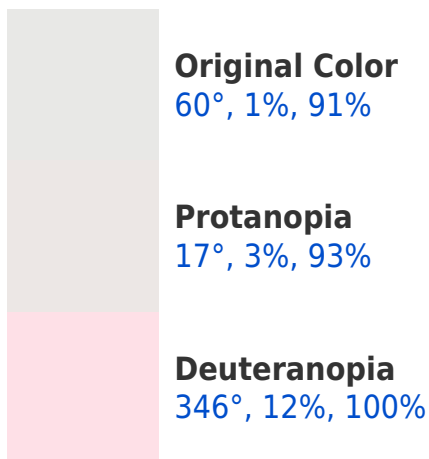 Original Color
60°, 1%, 91%
Protanopia
17°, 3%, 93%
Deuteranopia
346°, 12%, 100%